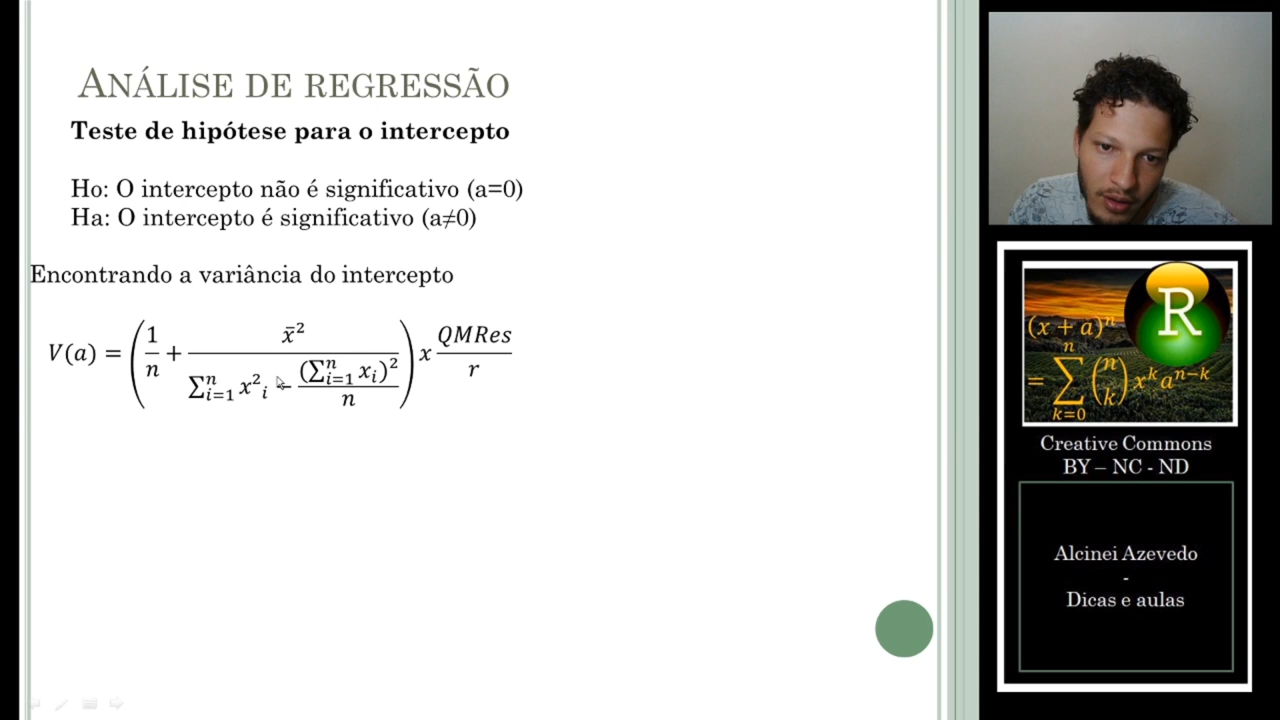 ANÁLISE DE REGRESSÃO
Teste de hipótese para o intercepto
Ho: O intercepto não é significativo (a=0)
Ha: O intercepto é significativo (a≠0)
Encontrando a variância do intercepto
V(a) = (1/n + x̄²/(∑ⁿᵢ₌₁ x²ᵢ - (∑ⁿᵢ₌₁ xᵢ)²/n)) x QMRes/r
R
(x + a)ⁿ
= ∑ⁿₖ₌₀ (n k) xᵏaⁿ⁻ᵏ
Creative Commons
BY – NC - ND
Alcinei Azevedo
-
Dicas e aulas